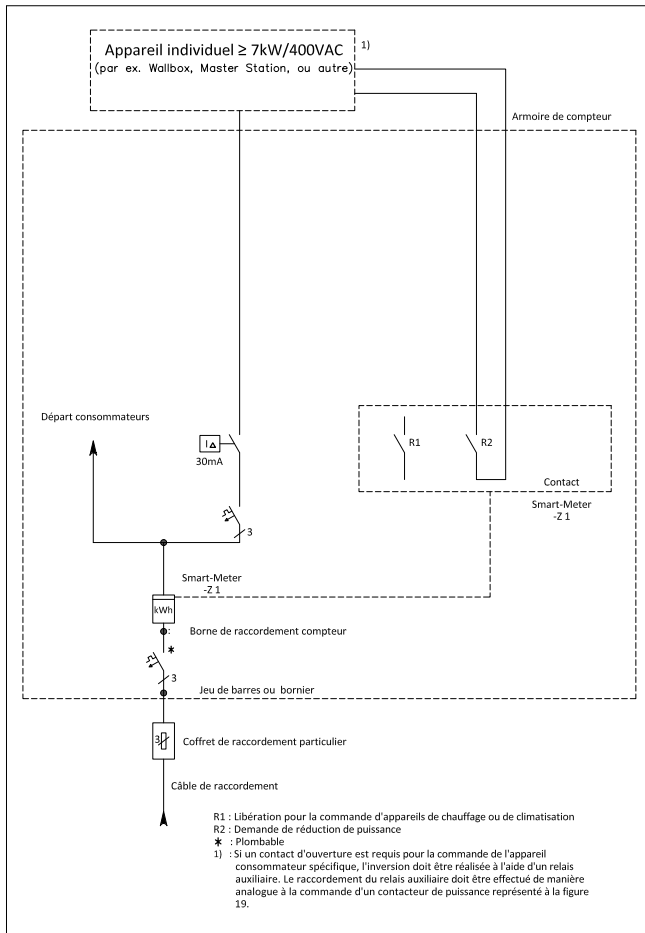 Appareil individuel ≥ 7kW/400VAC
1)
(par ex. Wallbox, Master Station, ou autre)
Armoire de compteur
Départ consommateurs
I∆
30mA
R1
R2
Contact
Smart-Meter
-Z 1
3
Smart-Meter
-Z 1
kWh
Borne de raccordement compteur
*
3
Jeu de barres ou bornier
3
Coffret de raccordement particulier
Câble de raccordement
R1 : Libération pour la commande d'appareils de chauffage ou de climatisation
R2 : Demande de réduction de puissance
* : Plombable
1) : Si un contact d'ouverture est requis pour la commande de l'appareil
consommateur spécifique, l'inversion doit être réalisée à l'aide d'un relais
auxiliaire. Le raccordement du relais auxiliaire doit être effectué de manière
analogue à la commande d'un contacteur de puissance représenté à la figure
19.